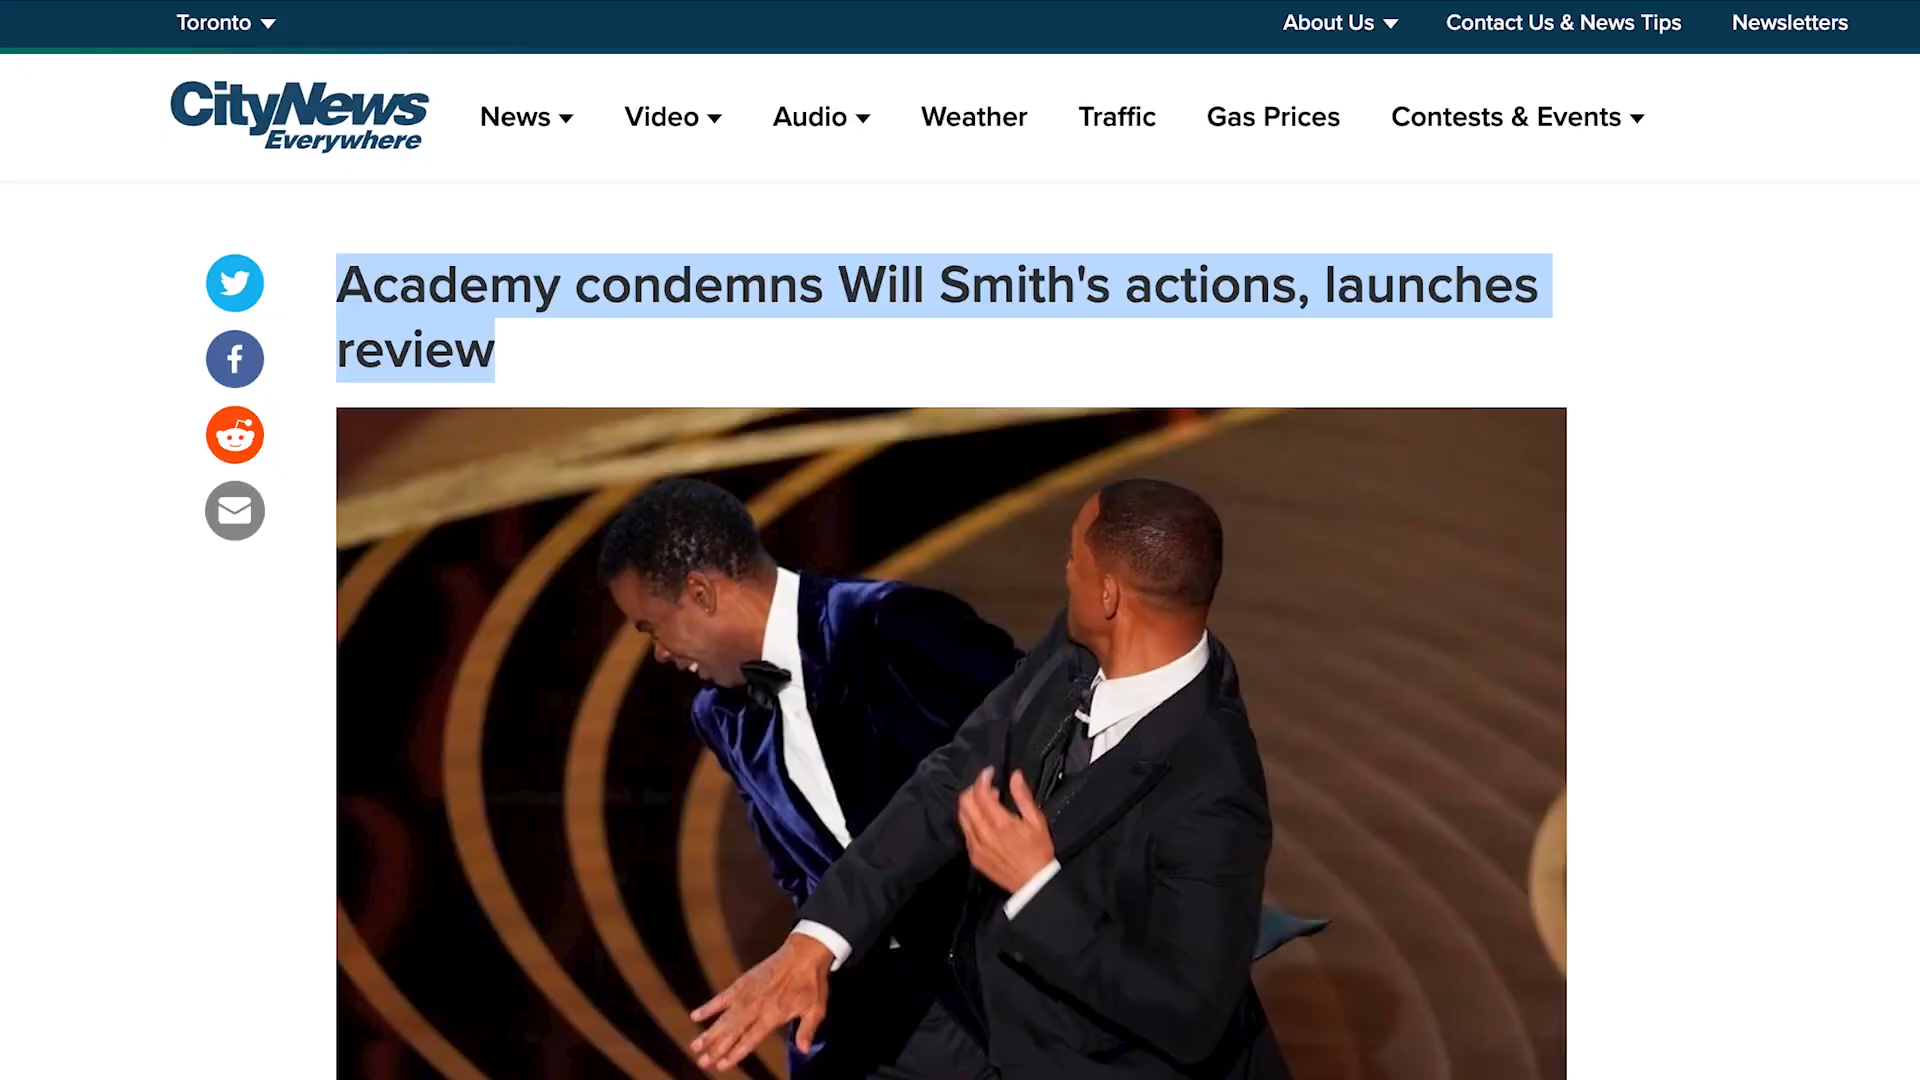 Toronto
About Us
Contact Us & News Tips
Newsletters
CityNews
Everywhere
News
Video
Audio
Weather
Traffic
Gas Prices
Contests & Events
Academy condemns Will Smith's actions, launches
review